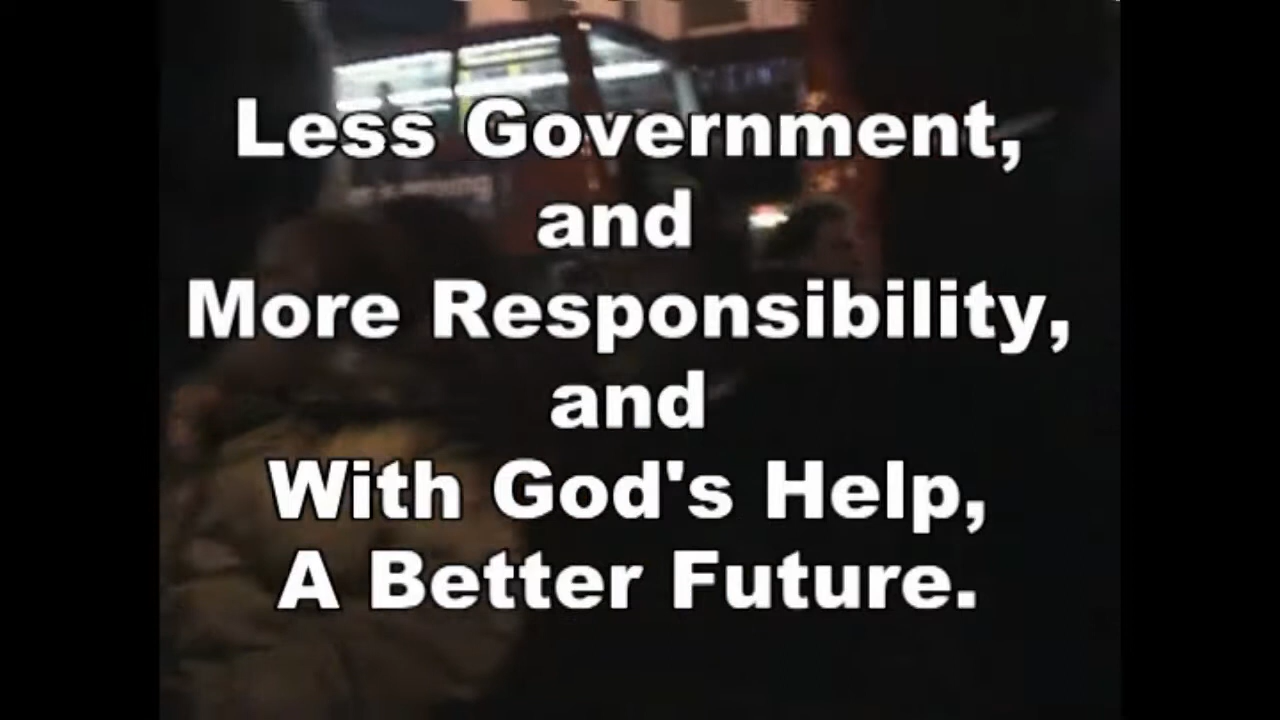 Less Government,
and
More Responsibility,
and
With God's Help,
A Better Future.